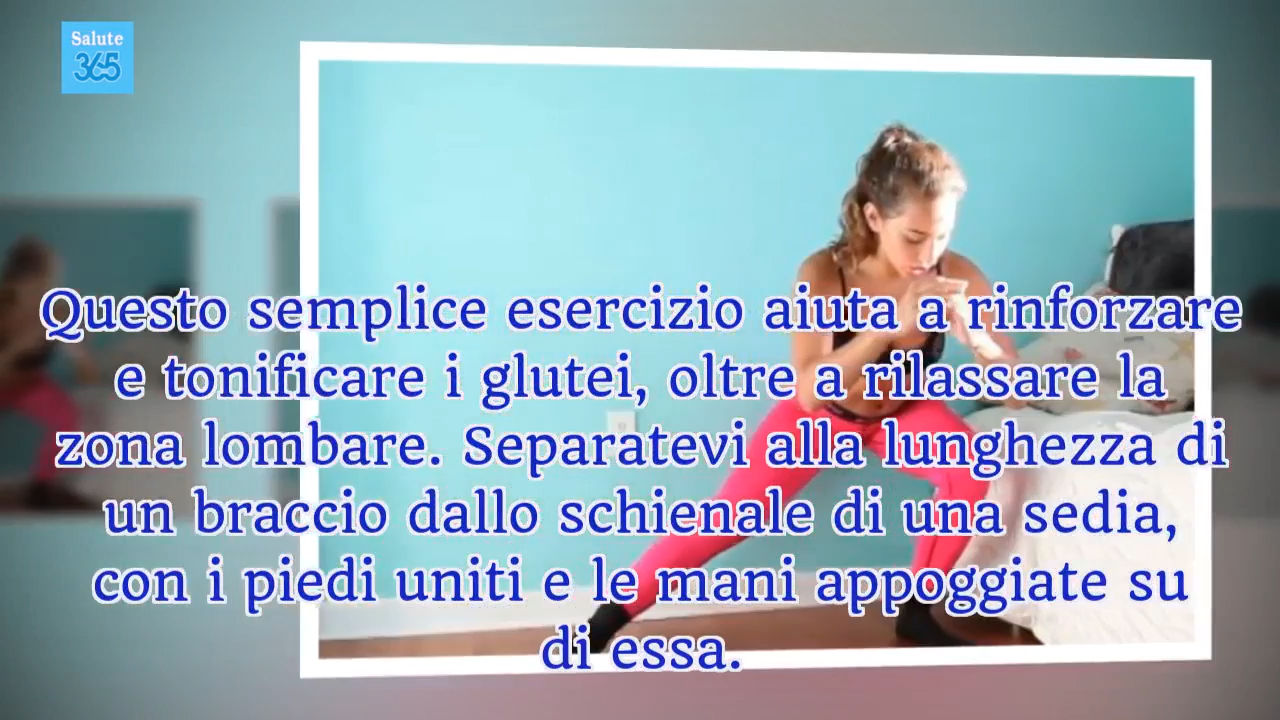 Salute
365
Questo semplice esercizio aiuta a rinforzare
e tonificare i glutei, oltre a rilassare la
zona lombare. Separatevi alla lunghezza di
un braccio dallo schienale di una sedia,
con i piedi uniti e le mani appoggiate su
di essa.